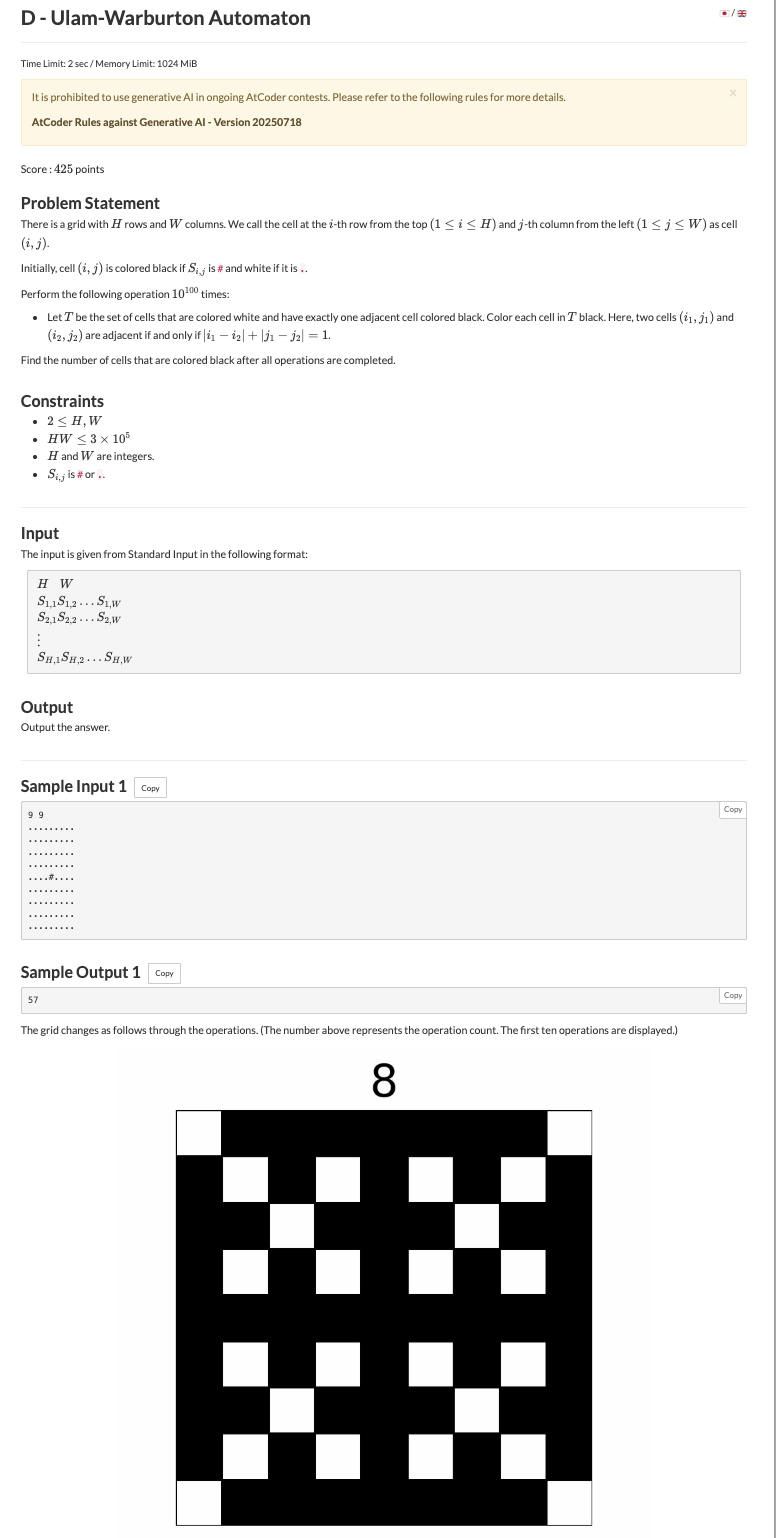 D - Ulam-Warburton Automaton
/
Time Limit: 2 sec / Memory Limit: 1024 MiB
It is prohibited to use generative AI in ongoing AtCoder contests. Please refer to the following rules for more details.
×
AtCoder Rules against Generative AI - Version 20250718
Score : 425 points
Problem Statement
There is a grid with H rows and W columns. We call the cell at the i-th row from the top (1 ≤ i ≤ H) and j-th column from the left (1 ≤ j ≤ W) as cell
(i, j).
Initially, cell (i, j) is colored black if S_{i,j} is # and white if it is ..
Perform the following operation 10^{100} times:
• Let T be the set of cells that are colored white and have exactly one adjacent cell colored black. Color each cell in T black. Here, two cells (i_1, j_1) and
(i_2, j_2) are adjacent if and only if |i_1 − i_2| + |j_1 − j_2| = 1.
Find the number of cells that are colored black after all operations are completed.
Constraints
• 2 ≤ H, W
• HW ≤ 3 × 10^5
• H and W are integers.
• S_{i,j} is # or ..
Input
The input is given from Standard Input in the following format:
H W
S_{1,1}S_{1,2} . . . S_{1,W}
S_{2,1}S_{2,2} . . . S_{2,W}
⋮
S_{H,1}S_{H,2} . . . S_{H,W}
Output
Output the answer.
Sample Input 1 Copy
Copy
9 9
.........
.........
.........
.........
....#....
.........
.........
.........
.........
Sample Output 1 Copy
Copy
57
The grid changes as follows through the operations. (The number above represents the operation count. The first ten operations are displayed.)
8